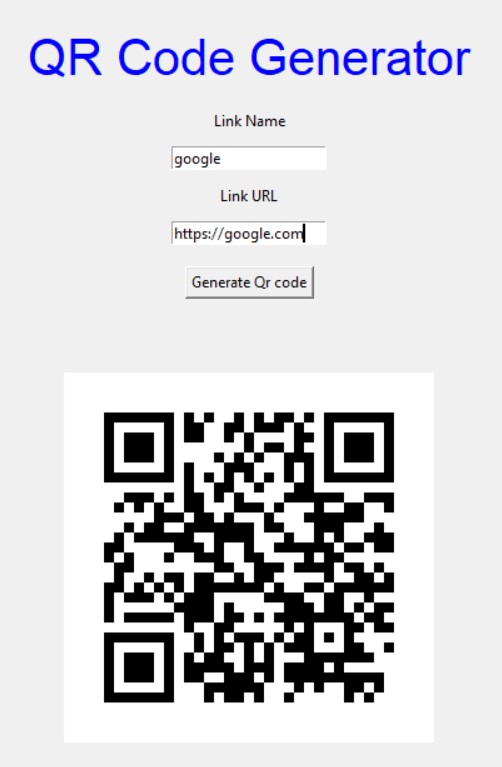 QR Code Generator
Link Name
google
Link URL
https://google.com
Generate Qr code